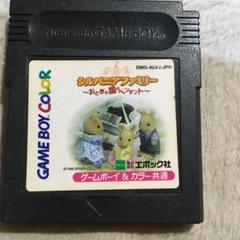 Nintendo GAME BOY
DMG-ALVJ-JPN
シルバニアファミリー
～おとぎの国のペンダント～
GAME BOY COLOR
エポック社
ゲームボーイ&カラー共通